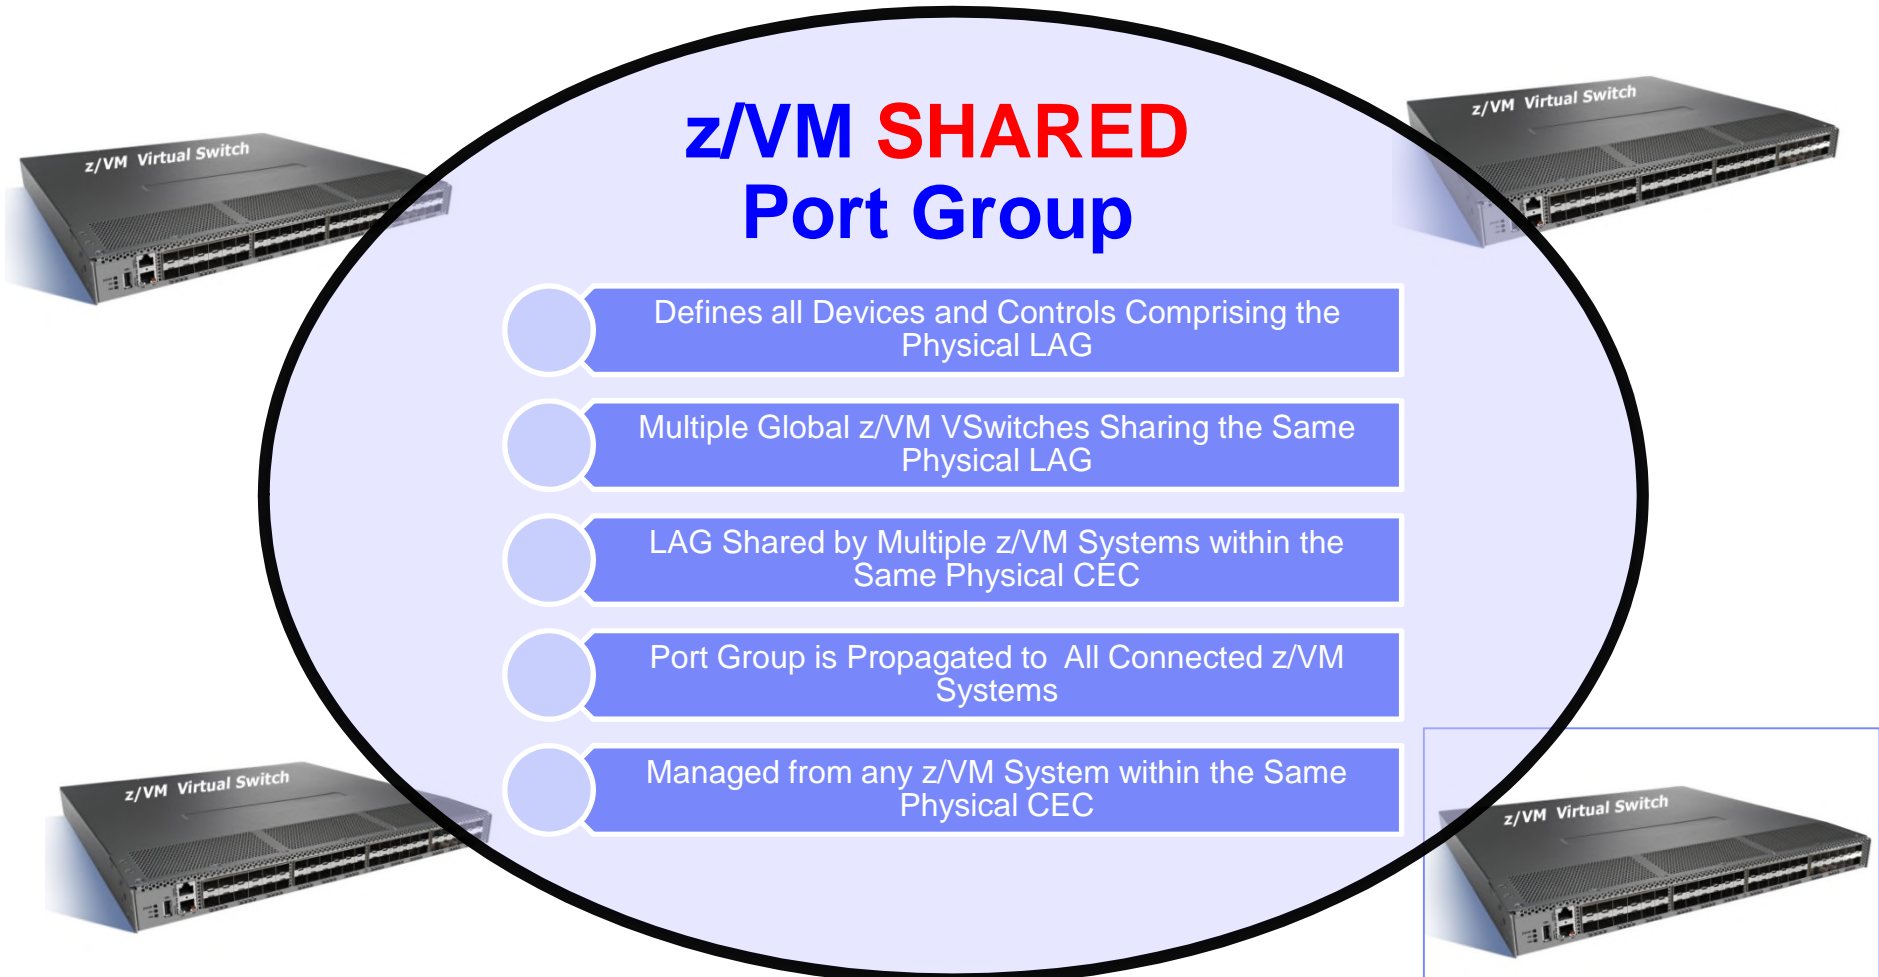 z/VM SHARED
Port Group
z/VM Virtual Switch
z/VM Virtual Switch
Defines all Devices and Controls Comprising the
Physical LAG
Multiple Global z/VM VSwitches Sharing the Same
Physical LAG
LAG Shared by Multiple z/VM Systems within the
Same Physical CEC
Port Group is Propagated to All Connected z/VM
Systems
Managed from any z/VM System within the Same
Physical CEC
z/VM Virtual Switch
z/VM Virtual Switch